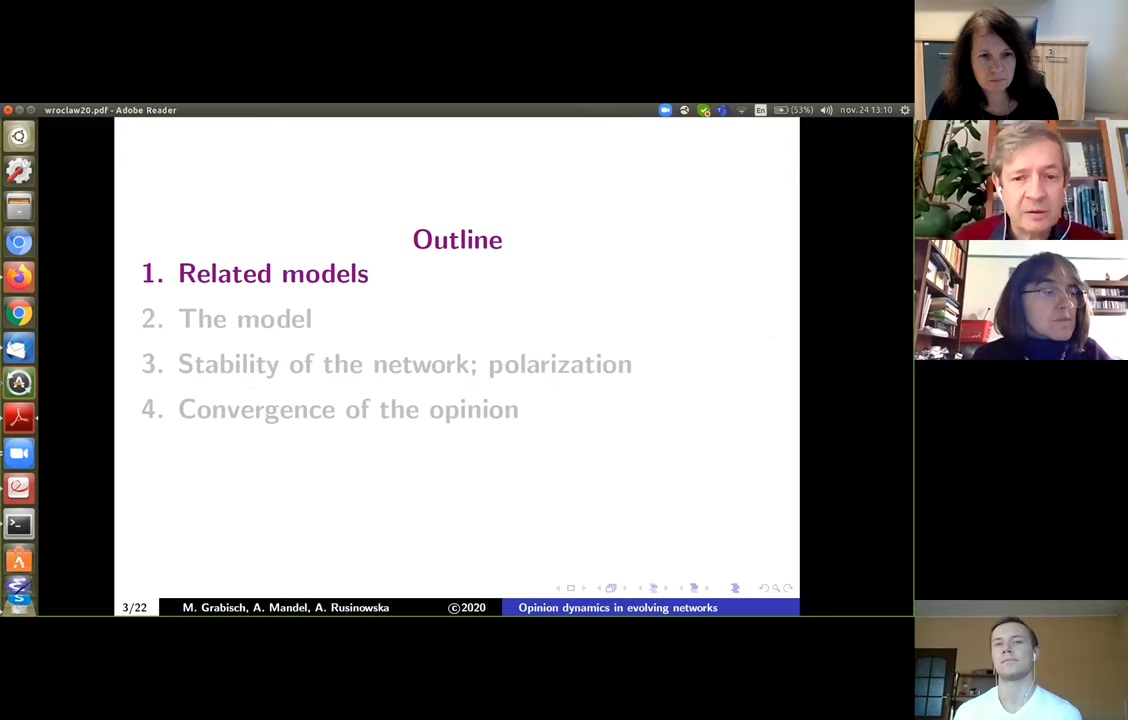 wroclaw20.pdf - Adobe Reader
En
(53%)
nov. 24 13:10
Outline
1. Related models
2. The model
3. Stability of the network; polarization
4. Convergence of the opinion
3/22
M. Grabisch, A. Mandel, A. Rusinowska
©2020
Opinion dynamics in evolving networks